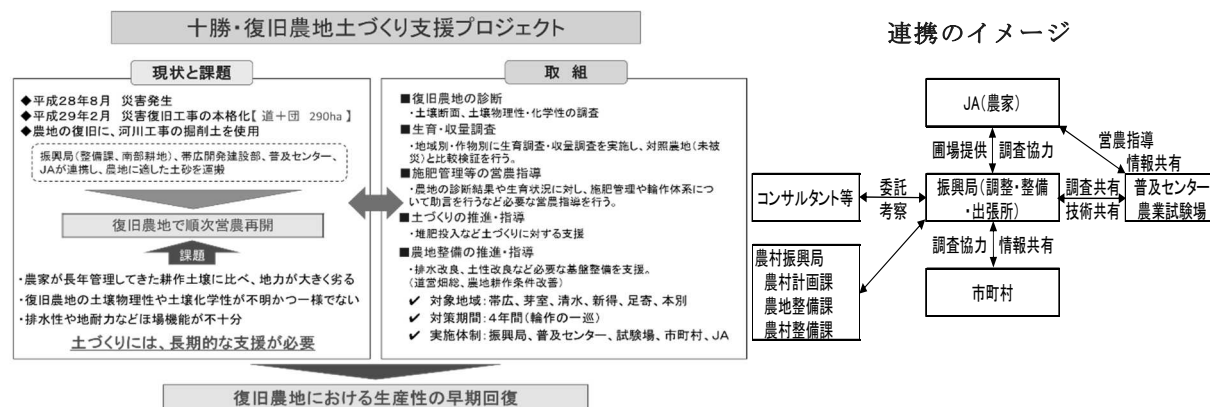 十勝・復旧農地土づくり支援プロジェクト
現状と課題
◆平成28年8月　災害発生
◆平成29年2月　災害復旧工事の本格化【 道＋団　290ha 】
◆農地の復旧に、河川工事の掘削土を使用
振興局(整備課、南部耕地)、帯広開発建設部、普及センター、
JAが連携し、農地に適した土砂を運搬
復旧農地で順次営農再開
課題
・農家が長年管理してきた耕作土壌に比べ、地力が大きく劣る
・復旧農地の土壌物理性や土壌化学性が不明かつ一様でない
・排水性や地耐力などほ場機能が不十分
土づくりには、長期的な支援が必要
取 組
■復旧農地の診断
・土壌断面、土壌物理性・化学性の調査
■生育・収量調査
・地域別・作物別に生育調査・収量調査を実施し、対照農地(未被
災)と比較検証を行う。
■施肥管理等の営農指導
・農地の診断結果や生育状況に対し、施肥管理や輪作体系につ
いて助言を行うなど必要な営農指導を行う。
■土づくりの推進・指導
・堆肥投入など土づくりに対する支援
■農地整備の推進・指導
・排水改良、土性改良など必要な基盤整備を支援。
(道営畑総、農地耕作条件改善)
✔ 対象地域：帯広、芽室、清水、新得、足寄、本別
✔ 対策期間：4年間(輪作の一巡)
✔ 実施体制：振興局、普及センター、試験場、市町村、JA
復旧農地における生産性の早期回復
連携のイメージ
JA(農家)
圃場提供
調査協力
営農指導
情報共有
コンサルタント等
委託
考察
振興局(調整・整備
・出張所)
調査共有
技術共有
普及センター
農業試験場
調査協力
情報共有
農村振興局
農村計画課
農地整備課
農村整備課
市町村